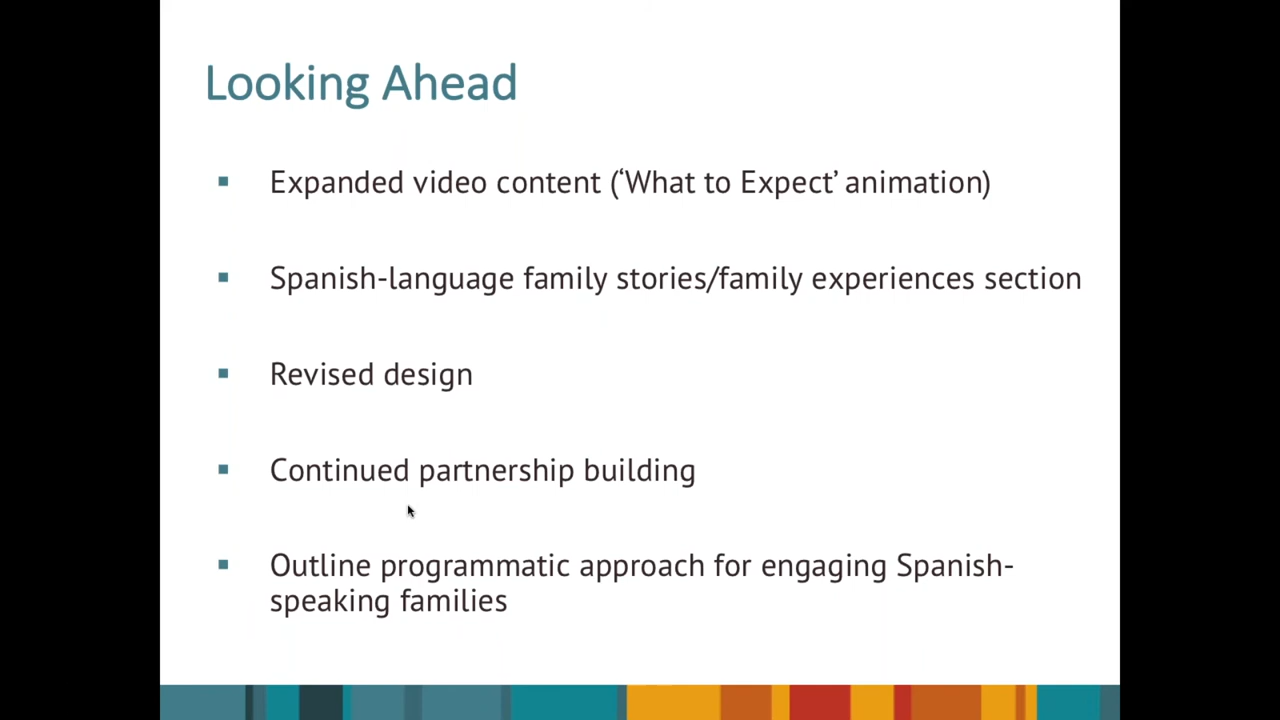 Looking Ahead
Expanded video content (‘What to Expect’ animation)
Spanish-language family stories/family experiences section
Revised design
Continued partnership building
Outline programmatic approach for engaging Spanish-
speaking families